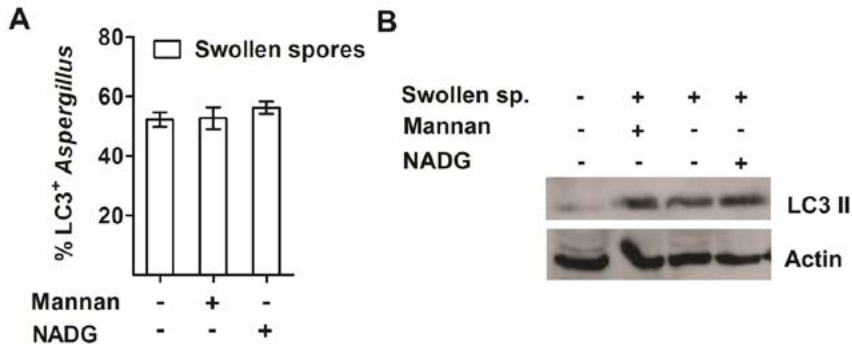 A
80
60
40
20
% LC3⁺ Aspergillus
Swollen spores
Mannan - + -
NADG - - +
B
Swollen sp. - + + +
Mannan - + - -
NADG - - - +
LC3 II
Actin